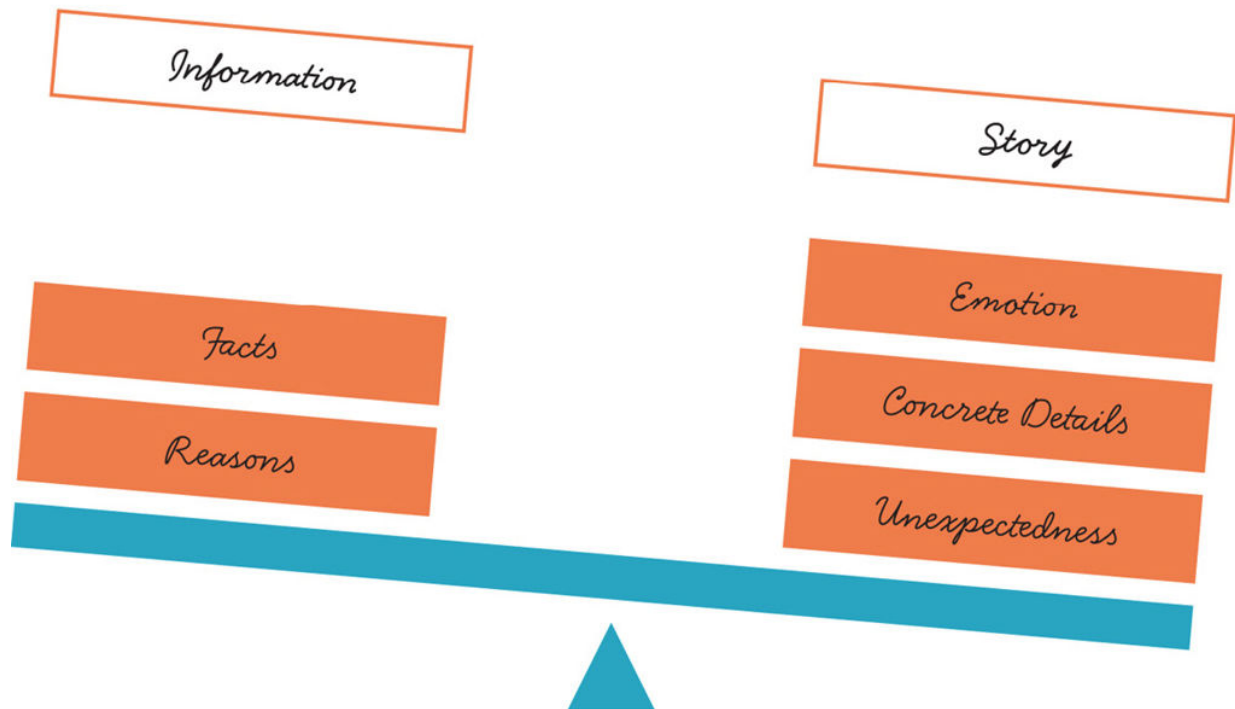 Information
Facts
Reasons
Story
Emotion
Concrete Details
Unexpectedness